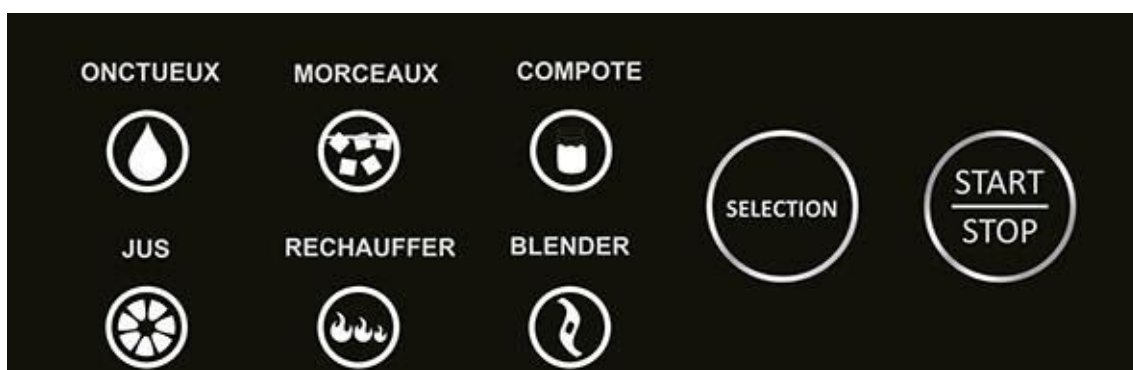 ONCTUEUX MORCEAUX COMPOTE
JUS RECHAUFFER BLENDER
SELECTION
START
STOP